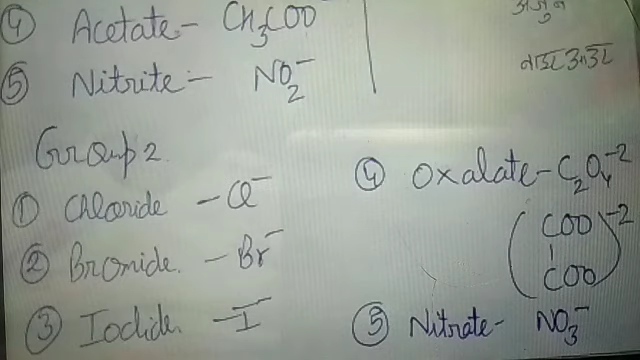 ④ Acetate - CH₃COO⁻
⑤ Nitrite - NO₂⁻
Group 2
① Chloride - Cl⁻
② Bromide. - Br⁻
③ Iodide. - I⁻
④ Oxalate - C₂O₄⁻²
(COO
COO)⁻²
⑤ Nitrate - NO₃⁻